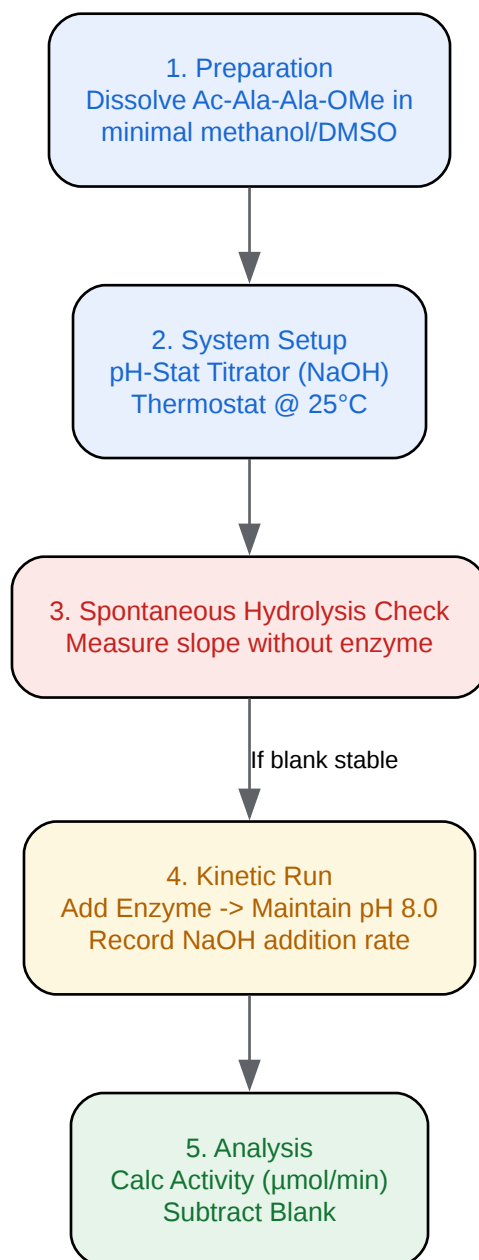 1. Preparation
Dissolve Ac-Ala-Ala-OMe in
minimal methanol/DMSO
2. System Setup
pH-Stat Titrator (NaOH)
Thermostat @ 25°C
3. Spontaneous Hydrolysis Check
Measure slope without enzyme
If blank stable
4. Kinetic Run
Add Enzyme -> Maintain pH 8.0
Record NaOH addition rate
5. Analysis
Calc Activity (µmol/min)
Subtract Blank